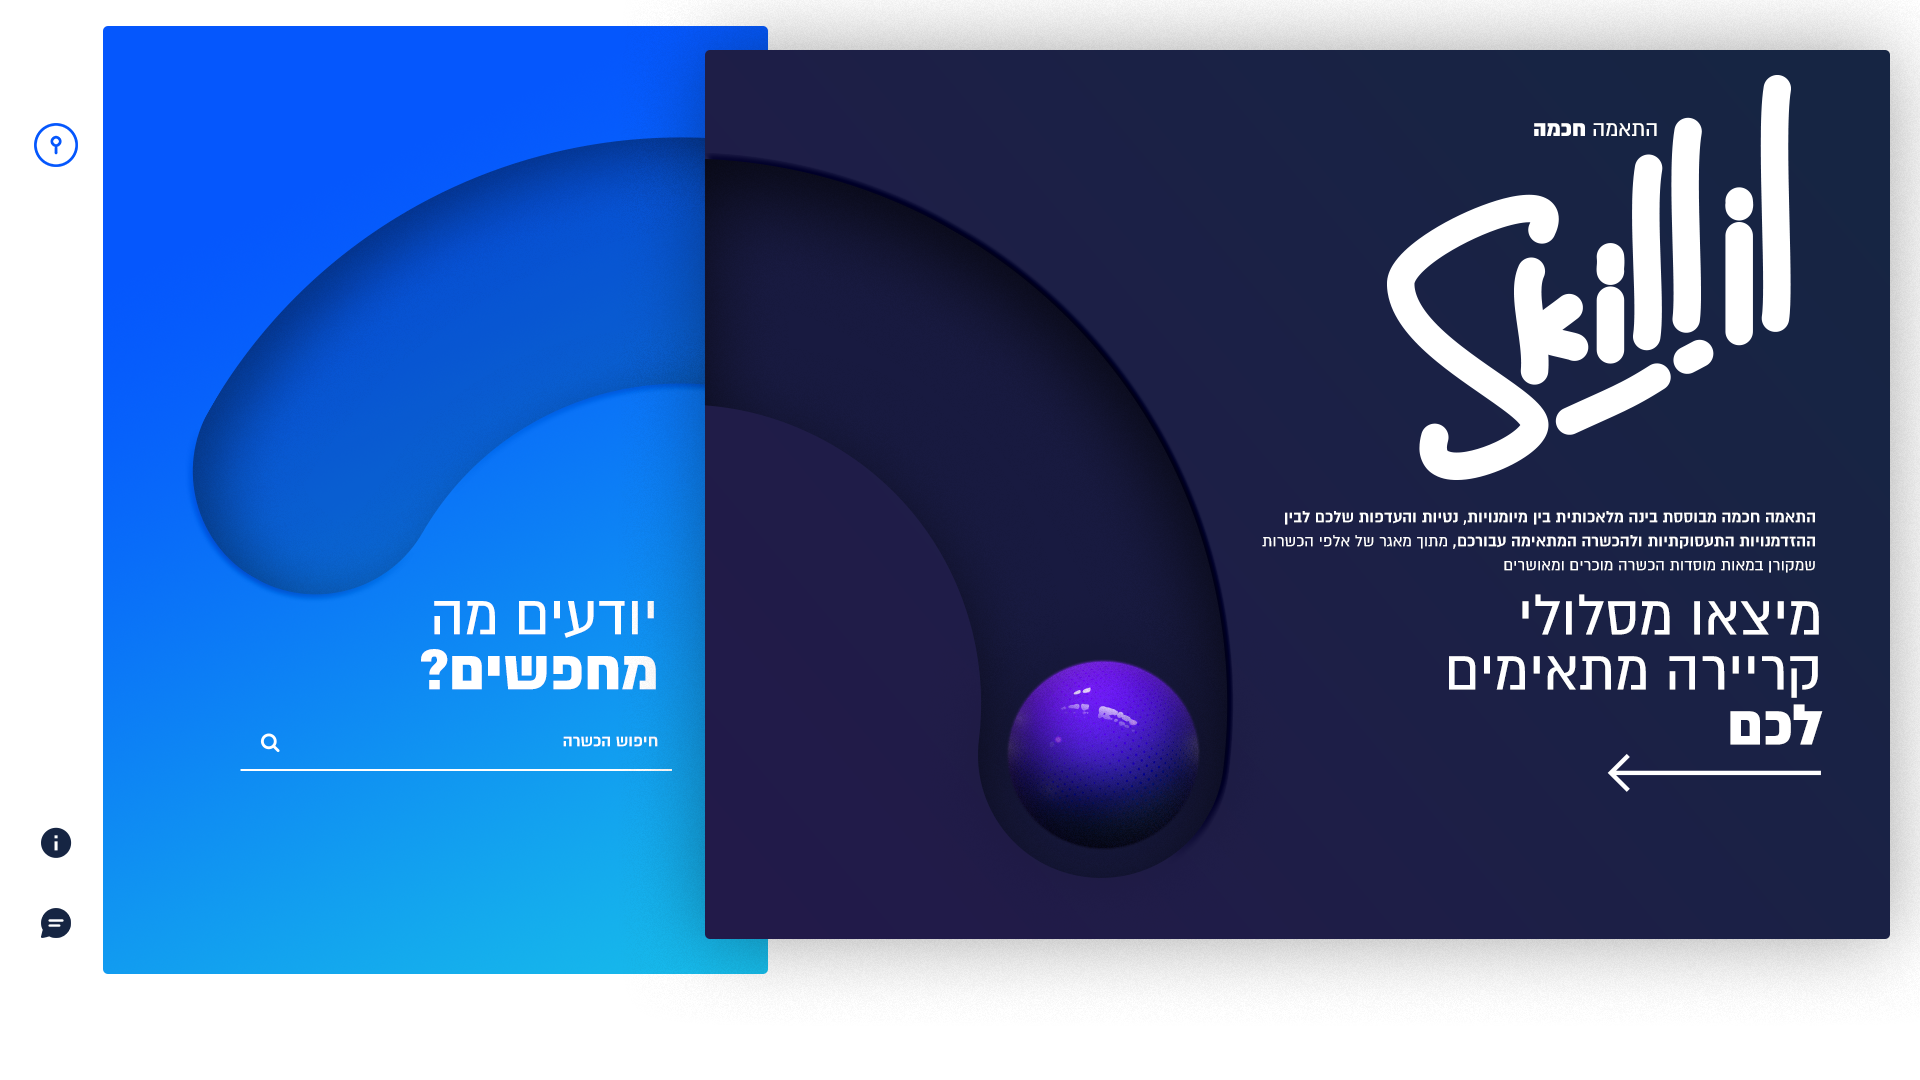 התאמה חכמה
Skillil
התאמה חכמה מבוססת בינה מלאכותית בין מיומנויות, נטיות והעדפות שלכם לבין
ההזדמנויות התעסוקתיות ולהכשרה המתאימה עבורכם, מתוך מאגר של אלפי הכשרות
שמקורן במאות מוסדות הכשרה מוכרים ומאושרים
מיצאו מסלולי
קריירה מתאימים
לכם
יודעים מה
מחפשים?
חיפוש הכשרה